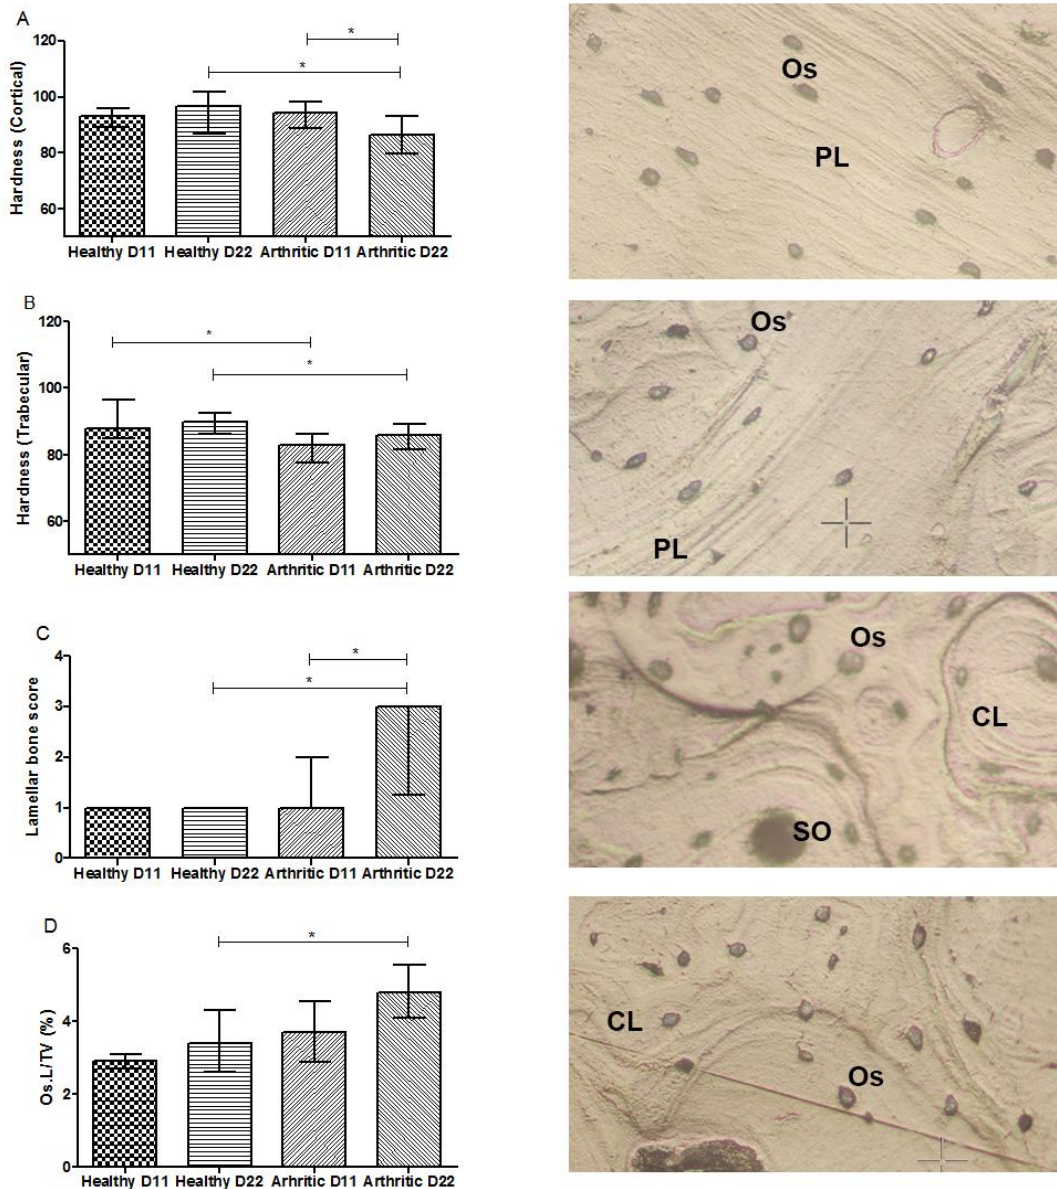 A
Hardness (Cortical)
120
100
80
60
*
*
Healthy D11 Healthy D22 Arthritic D11 Arthritic D22
Os
PL
B
Hardness (Trabecular)
120
100
80
60
*
*
Healthy D11 Healthy D22 Arthritic D11 Arthritic D22
Os
PL
C
Lamellar bone score
4
3
2
1
0
*
*
Healthy D11 Healthy D22 Arthritic D11 Arthritic D22
Os
CL
SO
D
Os.L/TV (%)
6
4
2
0
*
Healthy D11 Healthy D22 Arhritic D11 Arthritic D22
CL
Os